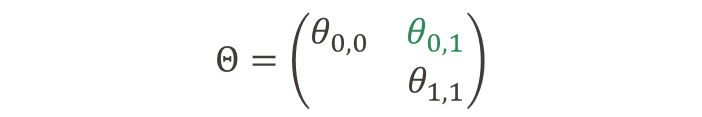 Θ = (θ0,0 θ0,1
θ1,1)